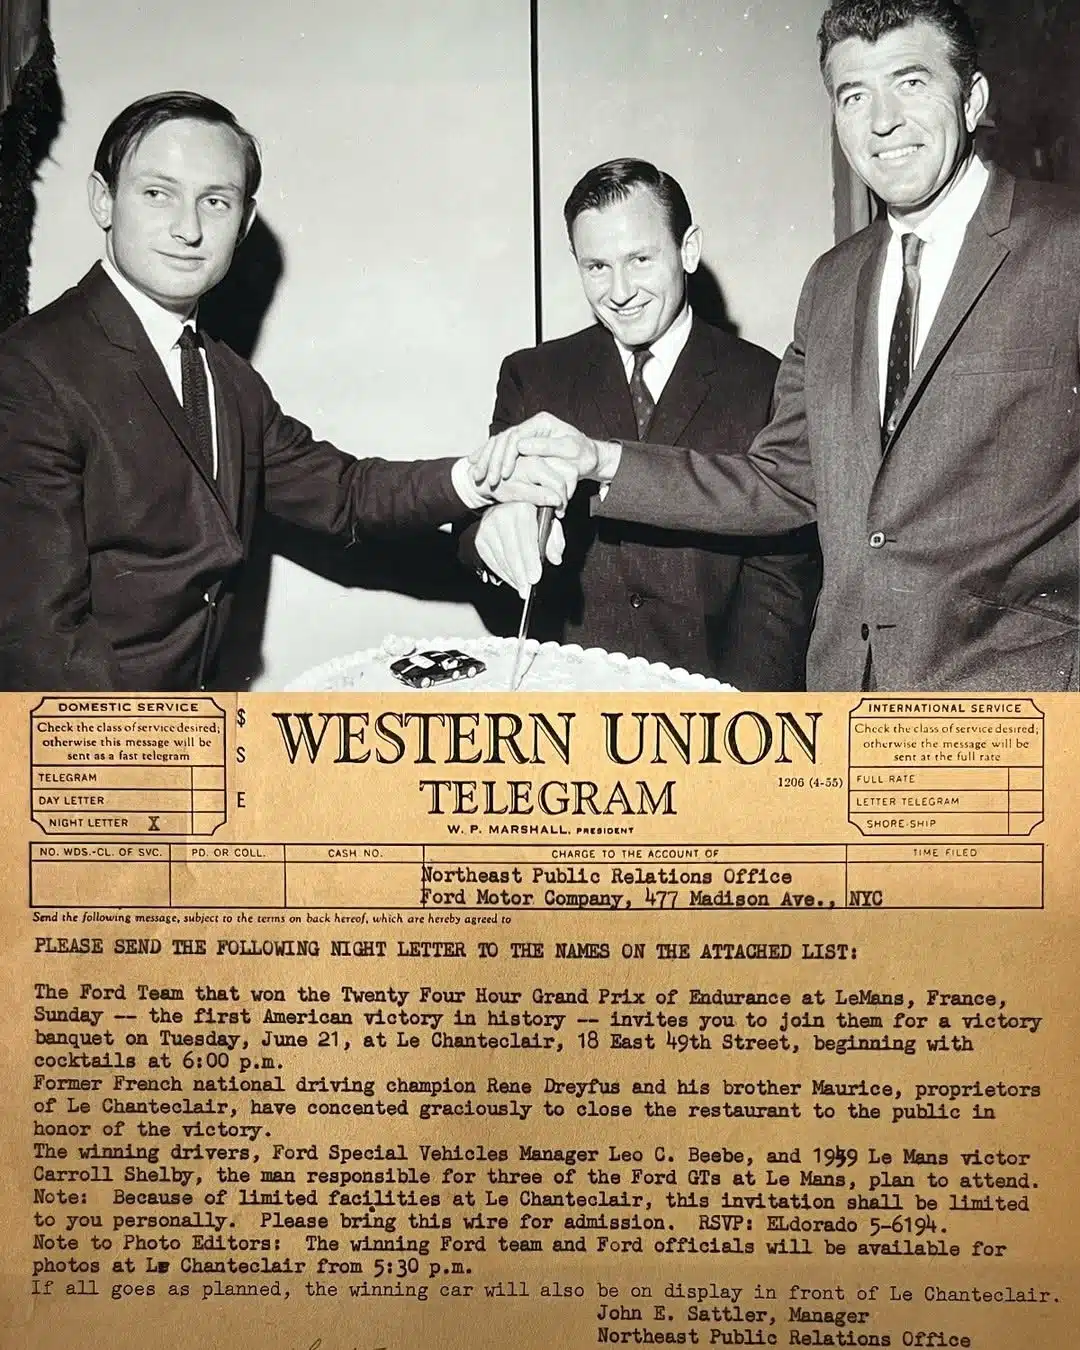 DOMESTIC SERVICE
Check the class of service desired;
otherwise this message will be
sent as a fast telegram
TELEGRAM
DAY LETTER
NIGHT LETTER X
$
S
E
WESTERN UNION
TELEGRAM
1206 (4-55)
W. P. MARSHALL, PRESIDENT
INTERNATIONAL SERVICE
Check the class of service desired;
otherwise the message will be
sent at the full rate
FULL RATE
LETTER TELEGRAM
SHORE-SHIP
NO. WDS.-CL. OF SVC. PD. OR COLL. CASH NO. CHARGE TO THE ACCOUNT OF TIME FILED
Northeast Public Relations Office
Ford Motor Company, 477 Madison Ave., NYC
Send the following message, subject to the terms on back hereof, which are hereby agreed to
PLEASE SEND THE FOLLOWING NIGHT LETTER TO THE NAMES ON THE ATTACHED LIST:
The Ford Team that won the Twenty Four Hour Grand Prix of Endurance at LeMans, France,
Sunday -- the first American victory in history -- invites you to join them for a victory
banquet on Tuesday, June 21, at Le Chanteclair, 18 East 49th Street, beginning with
cocktails at 6:00 p.m.
Former French national driving champion Rene Dreyfus and his brother Maurice, proprietors
of Le Chanteclair, have concented graciously to close the restaurant to the public in
honor of the victory.
The winning drivers, Ford Special Vehicles Manager Leo C. Beebe, and 1959 Le Mans victor
Carroll Shelby, the man responsible for three of the Ford GTs at Le Mans, plan to attend.
Note: Because of limited facilities at Le Chanteclair, this invitation shall be limited
to you personally. Please bring this wire for admission. RSVP: ELdorado 5-6194.
Note to Photo Editors: The winning Ford team and Ford officials will be available for
photos at Le Chanteclair from 5:30 p.m.
If all goes as planned, the winning car will also be on display in front of Le Chanteclair.
John E. Sattler, Manager
Northeast Public Relations Office